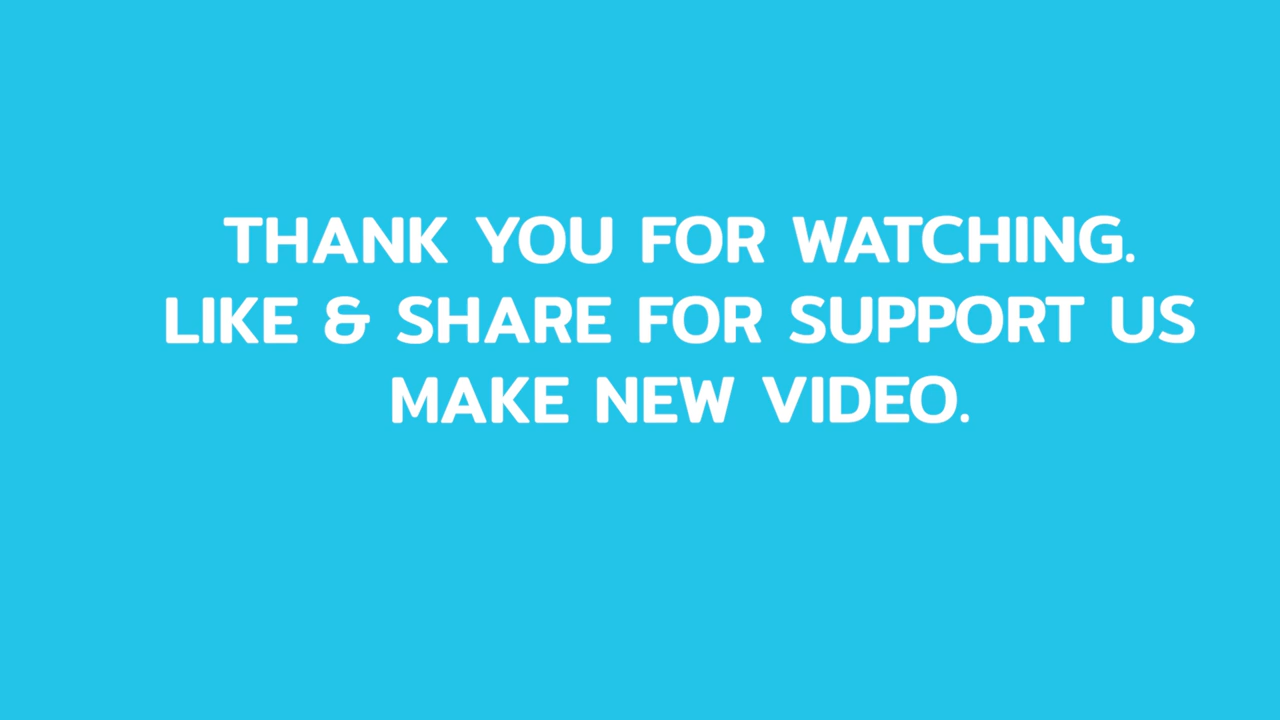 THANK YOU FOR WATCHING.
LIKE & SHARE FOR SUPPORT US
MAKE NEW VIDEO.